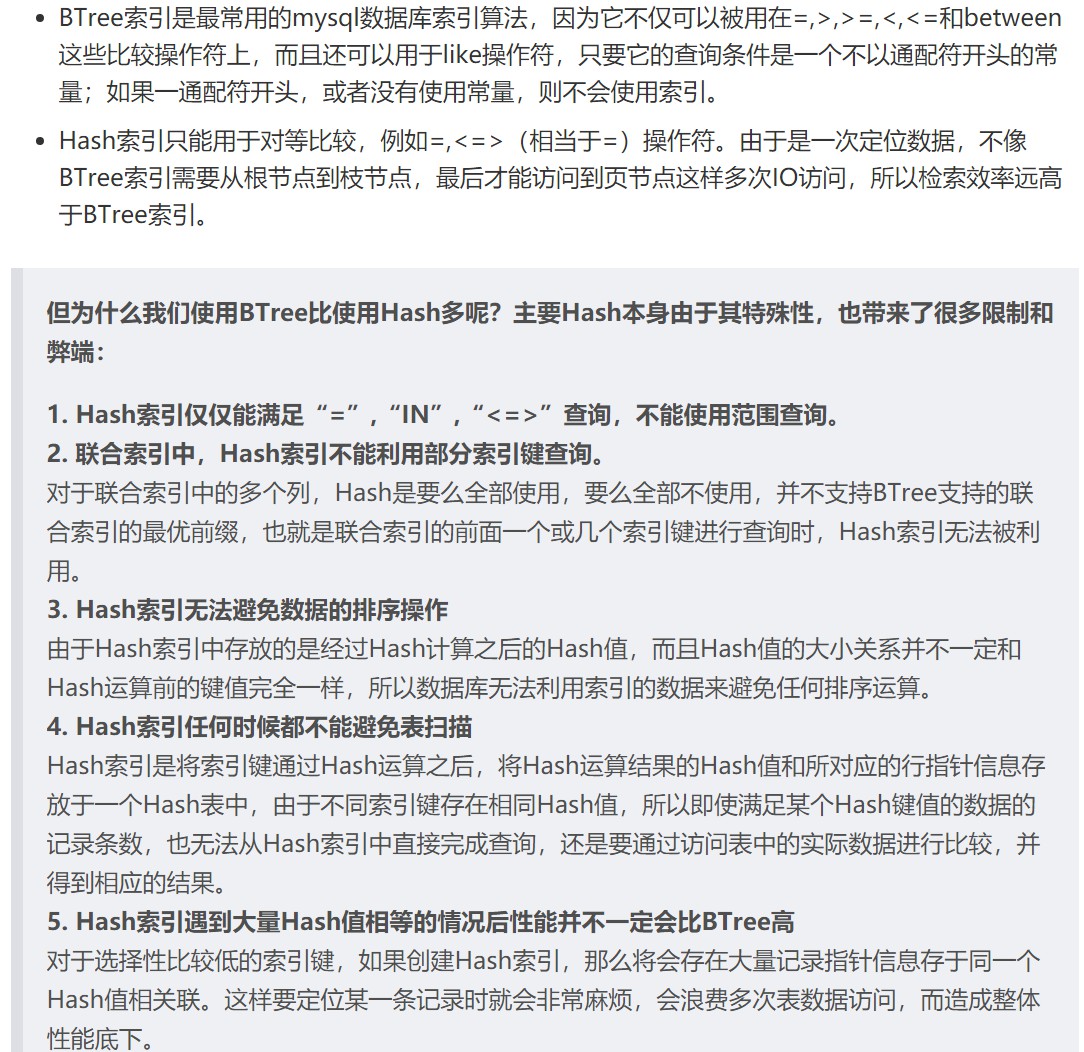 BTree索引是最常用的mysql数据库索引算法，因为它不仅可以被用在=,>,>=,<,<=和between
这些比较操作符上，而且还可以用于like操作符，只要它的查询条件是一个不以通配符开头的常
量；如果一通配符开头，或者没有使用常量，则不会使用索引。
Hash索引只能用于对等比较，例如=,<=>（相当于=）操作符。由于是一次定位数据，不像
BTree索引需要从根节点到枝节点，最后才能访问到页节点这样多次IO访问，所以检索效率远高
于BTree索引。
但为什么我们使用BTree比使用Hash多呢？主要Hash本身由于其特殊性，也带来了很多限制和
弊端：
1. Hash索引仅仅能满足“=”,“IN”,“<=>”查询，不能使用范围查询。
2. 联合索引中，Hash索引不能利用部分索引键查询。
对于联合索引中的多个列，Hash是要么全部使用，要么全部不使用，并不支持BTree支持的联
合索引的最优前缀，也就是联合索引的前面一个或几个索引键进行查询时，Hash索引无法被利
用。
3. Hash索引无法避免数据的排序操作
由于Hash索引中存放的是经过Hash计算之后的Hash值，而且Hash值的大小关系并不一定和
Hash运算前的键值完全一样，所以数据库无法利用索引的数据来避免任何排序运算。
4. Hash索引任何时候都不能避免表扫描
Hash索引是将索引键通过Hash运算之后，将Hash运算结果的Hash值和所对应的行指针信息存
放于一个Hash表中，由于不同索引键存在相同Hash值，所以即使满足某个Hash键值的数据的
记录条数，也无法从Hash索引中直接完成查询，还是要通过访问表中的实际数据进行比较，并
得到相应的结果。
5. Hash索引遇到大量Hash值相等的情况后性能并不一定会比BTree高
对于选择性比较低的索引键，如果创建Hash索引，那么将会存在大量记录指针信息存于同一个
Hash值相关联。这样要定位某一条记录时就会非常麻烦，会浪费多次表数据访问，而造成整体
性能底下。